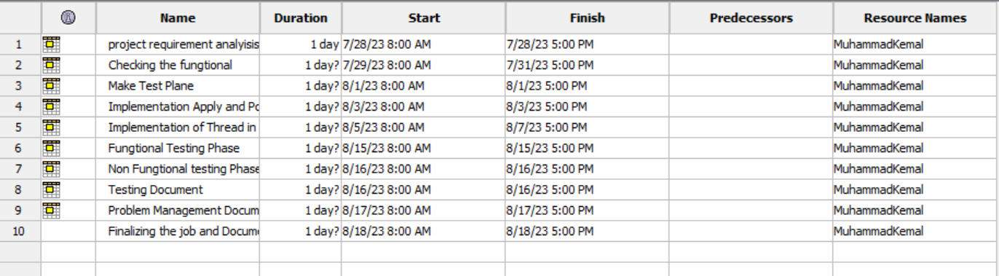 Name Duration Start Finish Predecessors Resource Names
1 project requirement analyisis 1 day 7/28/23 8:00 AM 7/28/23 5:00 PM MuhammadKemal
2 Checking the fungtional 1 day? 7/29/23 8:00 AM 7/31/23 5:00 PM MuhammadKemal
3 Make Test Plane 1 day? 8/1/23 8:00 AM 8/1/23 5:00 PM MuhammadKemal
4 Implementation Apply and Po 1 day? 8/3/23 8:00 AM 8/3/23 5:00 PM MuhammadKemal
5 Implementation of Thread in 1 day? 8/5/23 8:00 AM 8/7/23 5:00 PM MuhammadKemal
6 Fungtional Testing Phase 1 day? 8/15/23 8:00 AM 8/15/23 5:00 PM MuhammadKemal
7 Non Fungtional testing Phase 1 day? 8/16/23 8:00 AM 8/16/23 5:00 PM MuhammadKemal
8 Testing Document 1 day? 8/16/23 8:00 AM 8/16/23 5:00 PM MuhammadKemal
9 Problem Management Docum 1 day? 8/17/23 8:00 AM 8/17/23 5:00 PM MuhammadKemal
10 Finalizing the job and Docum 1 day? 8/18/23 8:00 AM 8/18/23 5:00 PM MuhammadKemal